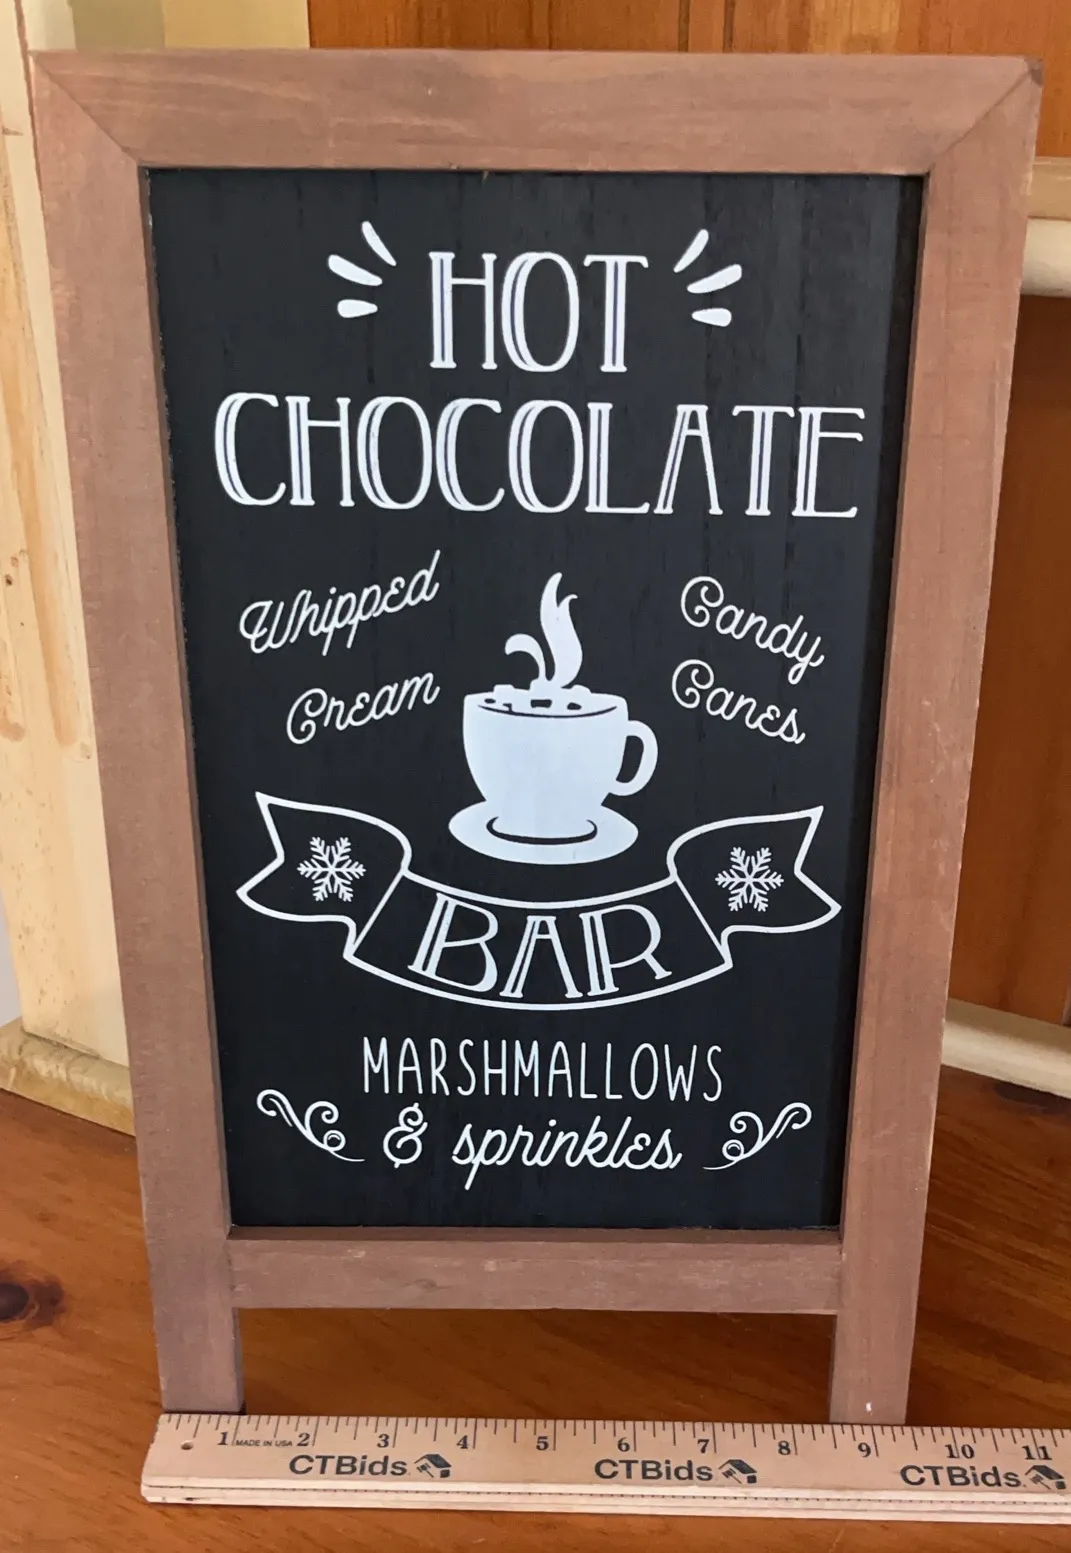 HOT
CHOCOLATE
Whipped
Cream
Candy
Canes
BAR
MARSHMALLOWS
& sprinkles
1 MADE IN USA 2 3 4 5 6 7 8 9 10 11
CTBids CTBids CTBids